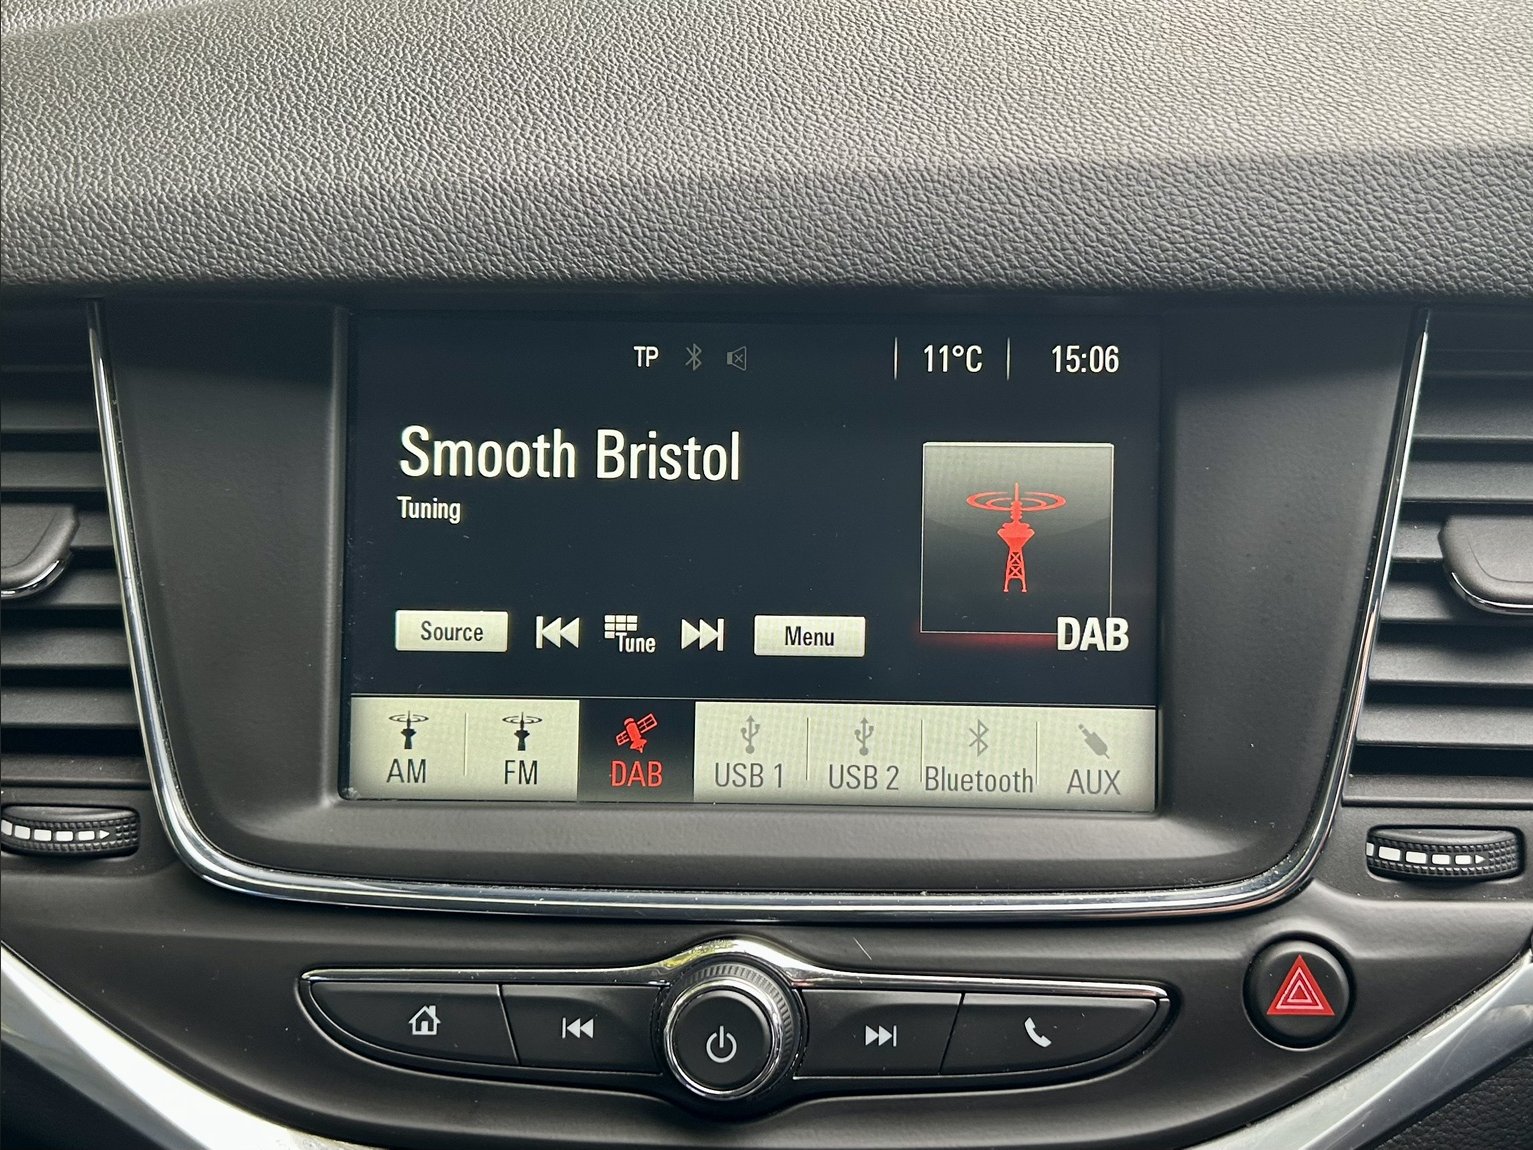 TP 11°C 15:06
Smooth Bristol
Tuning
Source Tune Menu
DAB
AM FM DAB USB 1 USB 2 Bluetooth AUX